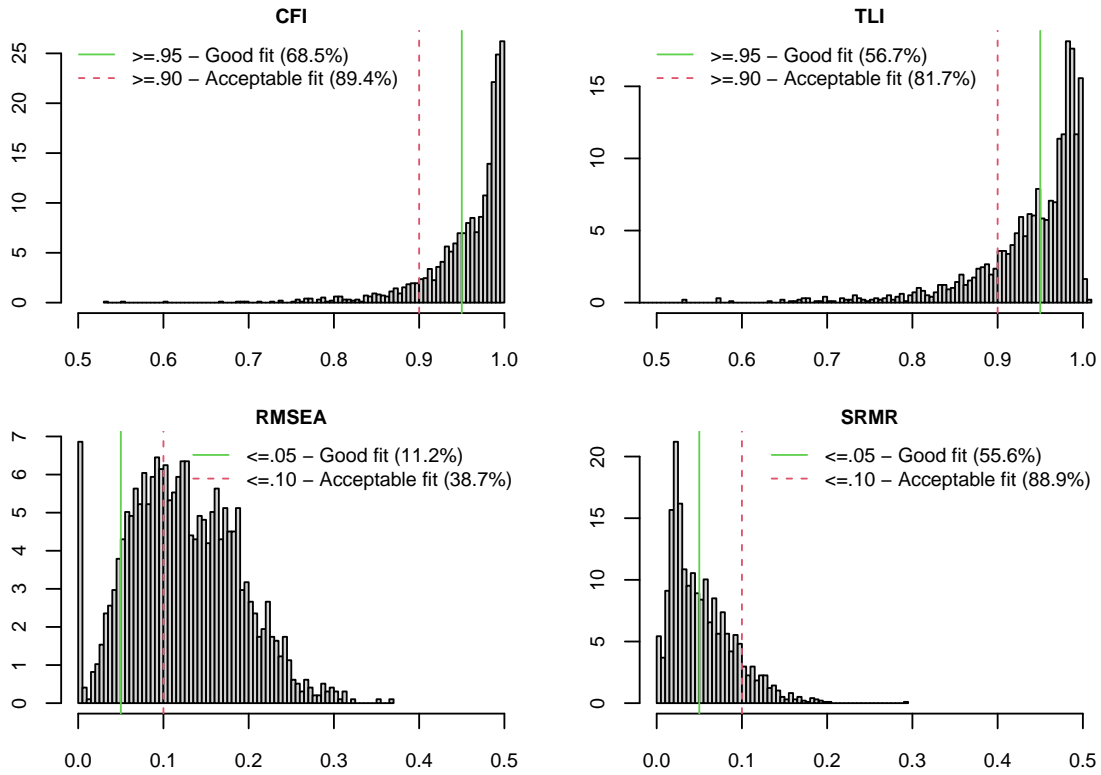 CFI
>=.95 − Good fit (68.5%)
>=.90 − Acceptable fit (89.4%)
25
20
15
10
5
0
0.5 0.6 0.7 0.8 0.9 1.0
TLI
>=.95 − Good fit (56.7%)
>=.90 − Acceptable fit (81.7%)
15
10
5
0
0.5 0.6 0.7 0.8 0.9 1.0
RMSEA
<=.05 − Good fit (11.2%)
<=.10 − Acceptable fit (38.7%)
7
6
5
4
3
2
1
0
0.0 0.1 0.2 0.3 0.4 0.5
SRMR
<=.05 − Good fit (55.6%)
<=.10 − Acceptable fit (88.9%)
20
15
10
5
0
0.0 0.1 0.2 0.3 0.4 0.5